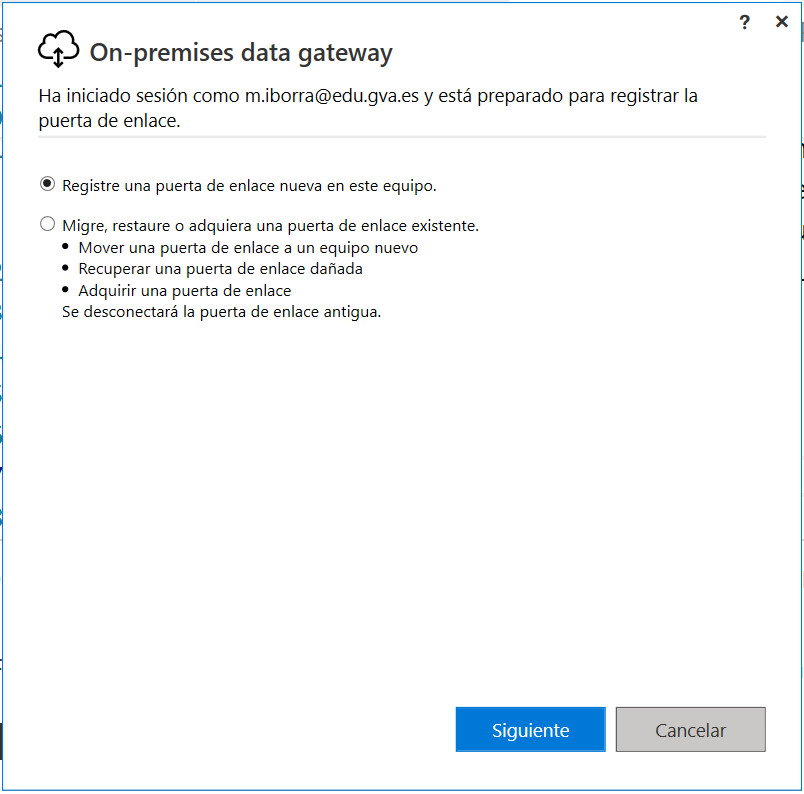 ?
On-premises data gateway
Ha iniciado sesión como m.iborra@edu.gva.es y está preparado para registrar la
puerta de enlace.
Registre una puerta de enlace nueva en este equipo.
Migre, restaure o adquiera una puerta de enlace existente.
• Mover una puerta de enlace a un equipo nuevo
• Recuperar una puerta de enlace dañada
• Adquirir una puerta de enlace
Se desconectará la puerta de enlace antigua.
Siguiente
Cancelar